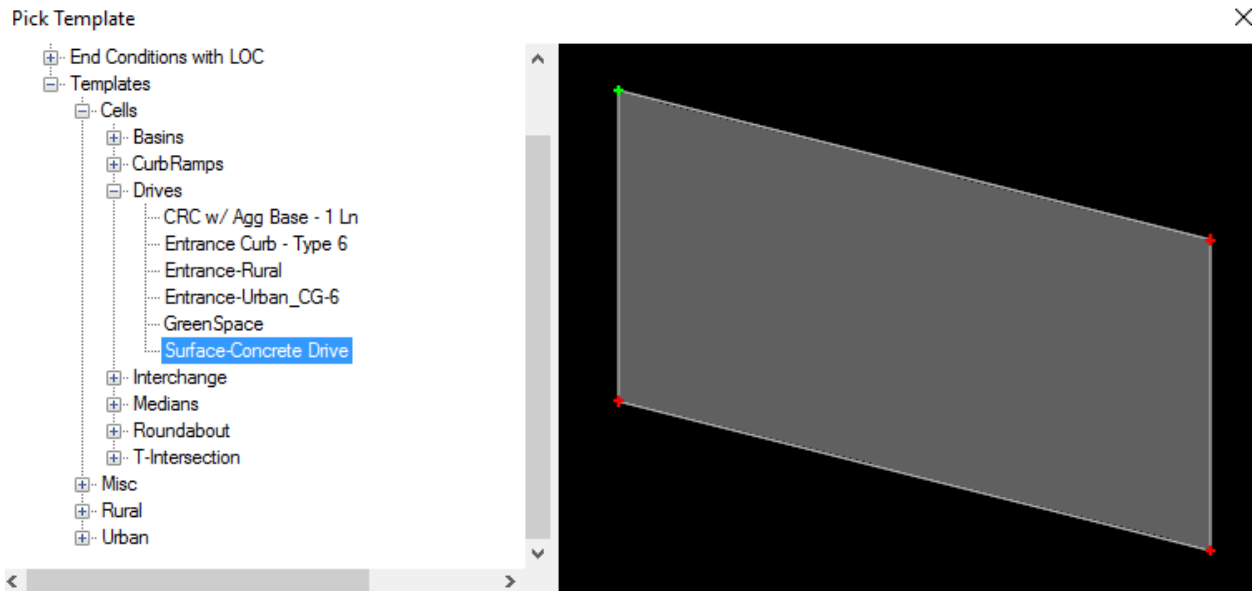 Pick Template
End Conditions with LOC
Templates
Cells
Basins
CurbRamps
Drives
CRC w/ Agg Base - 1 Ln
Entrance Curb - Type 6
Entrance-Rural
Entrance-Urban_CG-6
GreenSpace
Surface-Concrete Drive
Interchange
Medians
Roundabout
T-Intersection
Misc
Rural
Urban